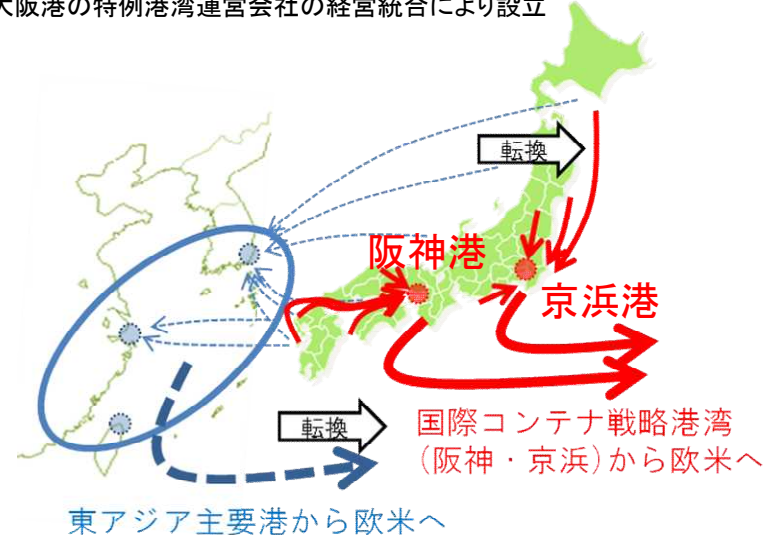 大阪港の特例港湾運営会社の経営統合により設立
転換
阪神港
京浜港
転換
国際コンテナ戦略港湾
(阪神・京浜)から欧米へ
東アジア主要港から欧米へ